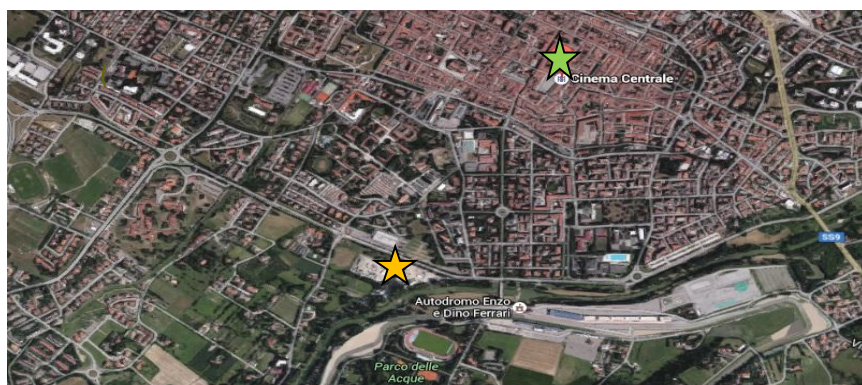 Cinema Centrale
SS9
Autodromo Enzo
e Dino Ferrari
Parco delle
Acque